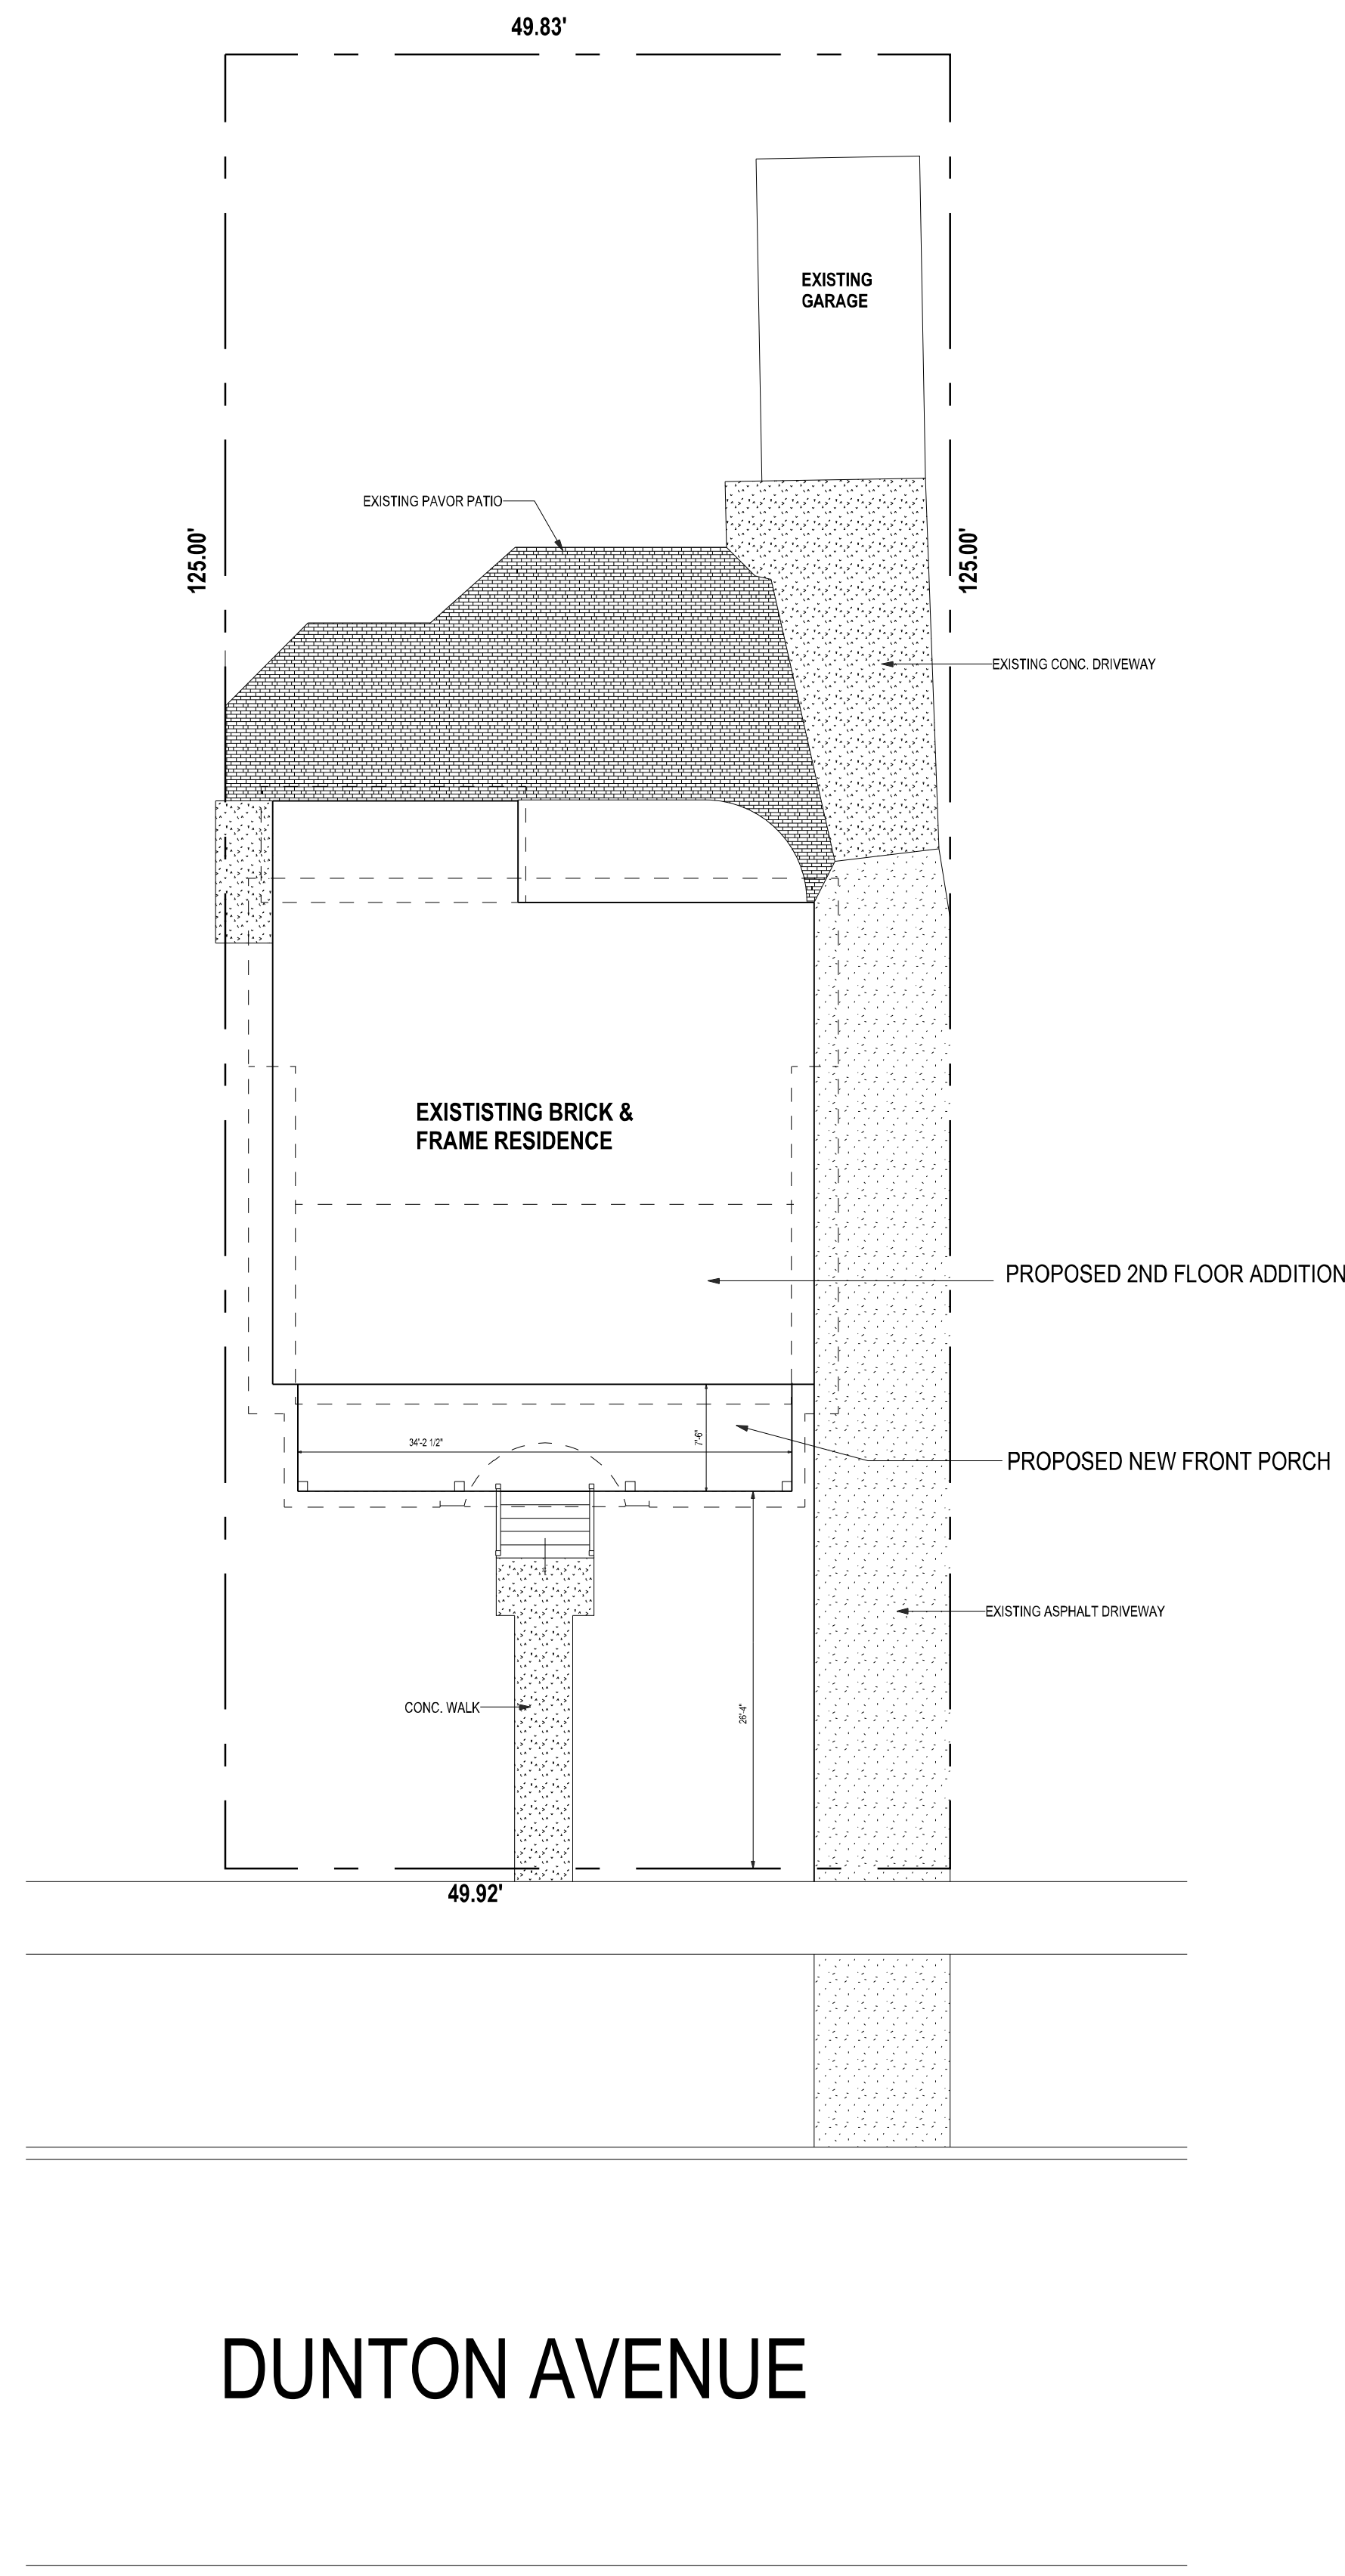 49.83'
EXISTING
GARAGE
EXISTING PAVOR PATIO
125.00'
125.00'
EXISTING CONC. DRIVEWAY
EXISTISTING BRICK &
FRAME RESIDENCE
PROPOSED 2ND FLOOR ADDITION
34'-2 1/2"
7'-6"
PROPOSED NEW FRONT PORCH
EXISTING ASPHALT DRIVEWAY
CONC. WALK
26'-4"
49.92'
DUNTON AVENUE